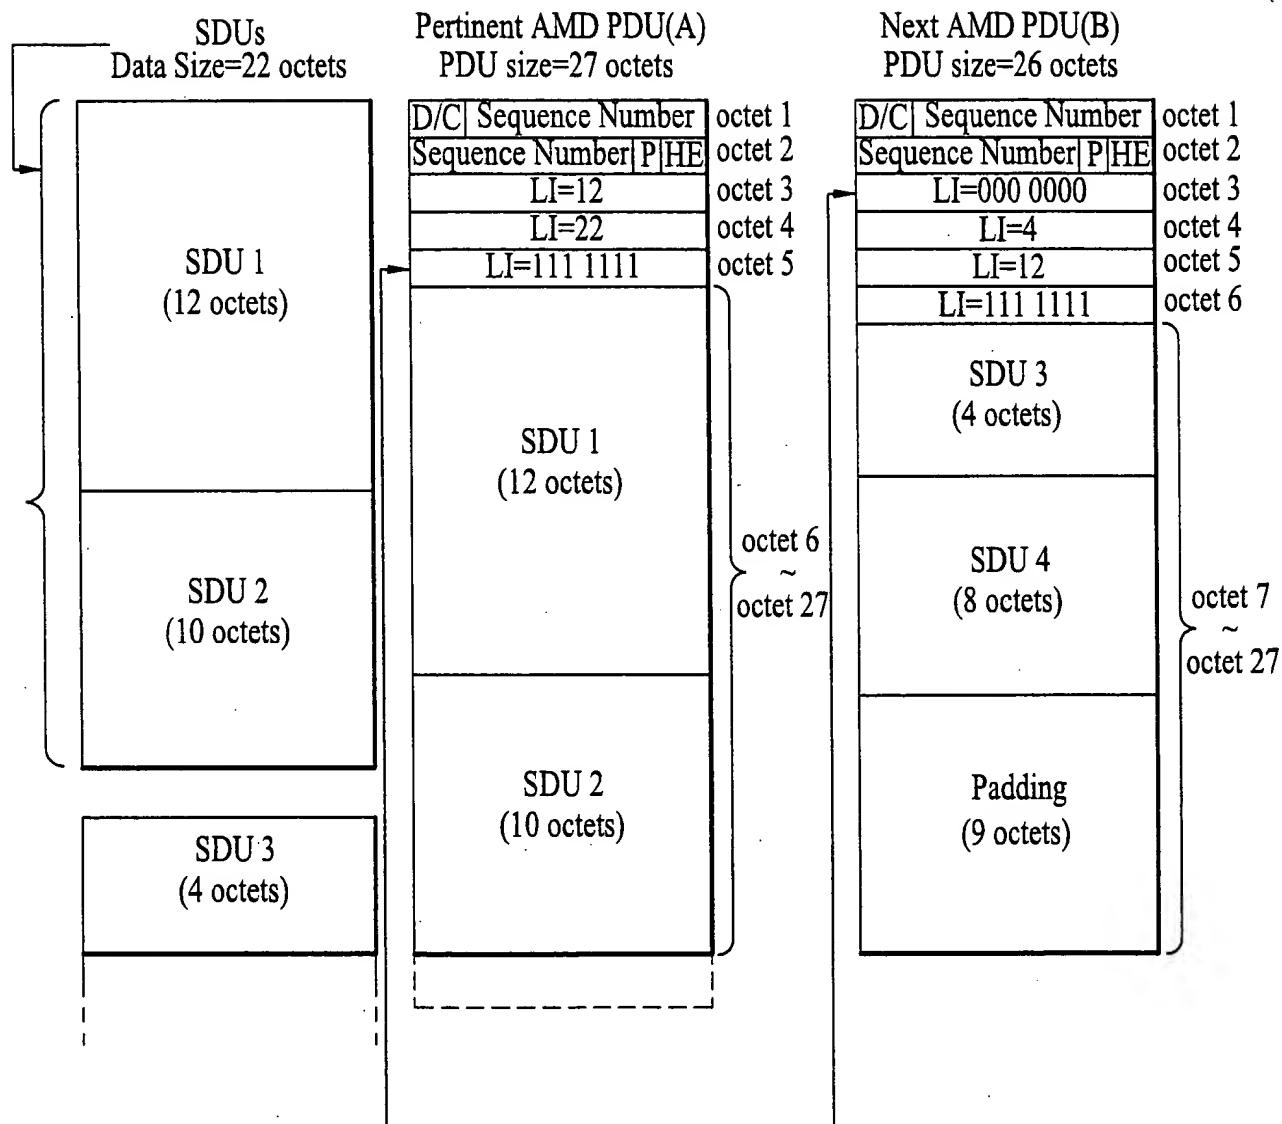 SDUs
Data Size=22 octets
SDU 1
(12 octets)
SDU 2
(10 octets)
SDU 3
(4 octets)
Pertinent AMD PDU(A)
PDU size=27 octets
D/C Sequence Number octet 1
Sequence Number P HE octet 2
LI=12 octet 3
LI=22 octet 4
LI=111 1111 octet 5
SDU 1
(12 octets)
SDU 2
(10 octets)
octet 6
~
octet 27
Next AMD PDU(B)
PDU size=26 octets
D/C Sequence Number octet 1
Sequence Number P HE octet 2
LI=000 0000 octet 3
LI=4 octet 4
LI=12 octet 5
LI=111 1111 octet 6
SDU 3
(4 octets)
SDU 4
(8 octets)
Padding
(9 octets)
octet 7
~
octet 27